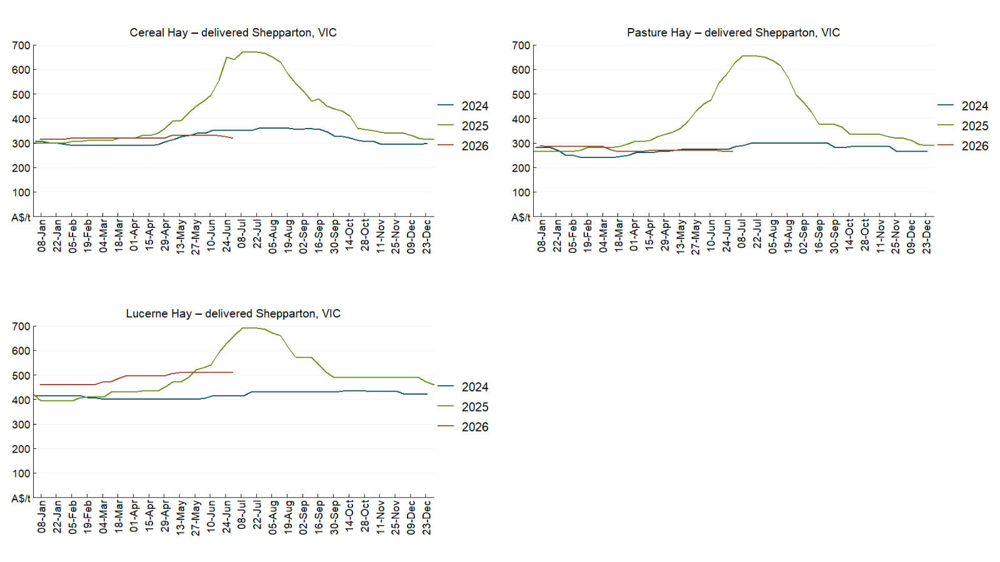 Cereal Hay – delivered Shepparton, VIC
700
600
500
400
300
200
100
A$/t
08-Jan
22-Jan
05-Feb
19-Feb
04-Mar
18-Mar
01-Apr
15-Apr
29-Apr
13-May
27-May
10-Jun
24-Jun
08-Jul
22-Jul
05-Aug
19-Aug
02-Sep
16-Sep
30-Sep
14-Oct
28-Oct
11-Nov
25-Nov
09-Dec
23-Dec
2024
2025
2026
Pasture Hay – delivered Shepparton, VIC
700
600
500
400
300
200
100
A$/t
08-Jan
22-Jan
05-Feb
19-Feb
04-Mar
18-Mar
01-Apr
15-Apr
29-Apr
13-May
27-May
10-Jun
24-Jun
08-Jul
22-Jul
05-Aug
19-Aug
02-Sep
16-Sep
30-Sep
14-Oct
28-Oct
11-Nov
25-Nov
09-Dec
23-Dec
2024
2025
2026
Lucerne Hay – delivered Shepparton, VIC
700
600
500
400
300
200
100
A$/t
08-Jan
22-Jan
05-Feb
19-Feb
04-Mar
18-Mar
01-Apr
15-Apr
29-Apr
13-May
27-May
10-Jun
24-Jun
08-Jul
22-Jul
05-Aug
19-Aug
02-Sep
16-Sep
30-Sep
14-Oct
28-Oct
11-Nov
25-Nov
09-Dec
23-Dec
2024
2025
2026